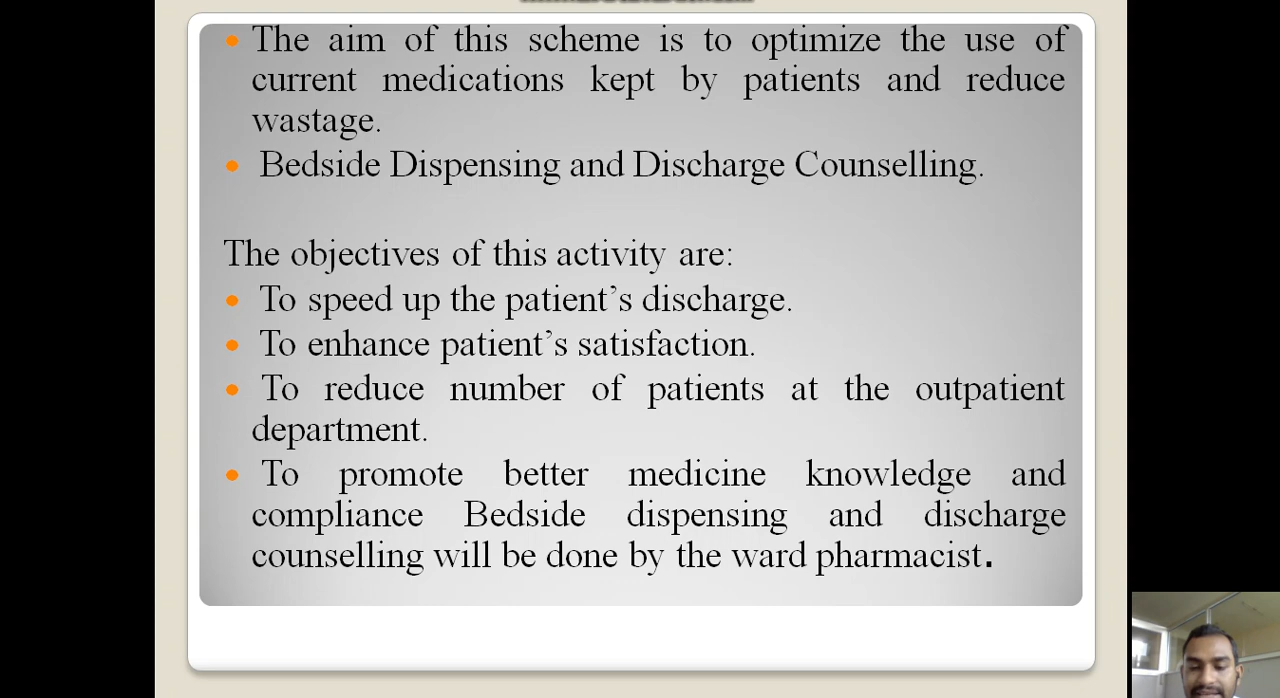 • The aim of this scheme is to optimize the use of
current medications kept by patients and reduce
wastage.
• Bedside Dispensing and Discharge Counselling.
The objectives of this activity are:
• To speed up the patient’s discharge.
• To enhance patient’s satisfaction.
• To reduce number of patients at the outpatient
department.
• To promote better medicine knowledge and
compliance Bedside dispensing and discharge
counselling will be done by the ward pharmacist.